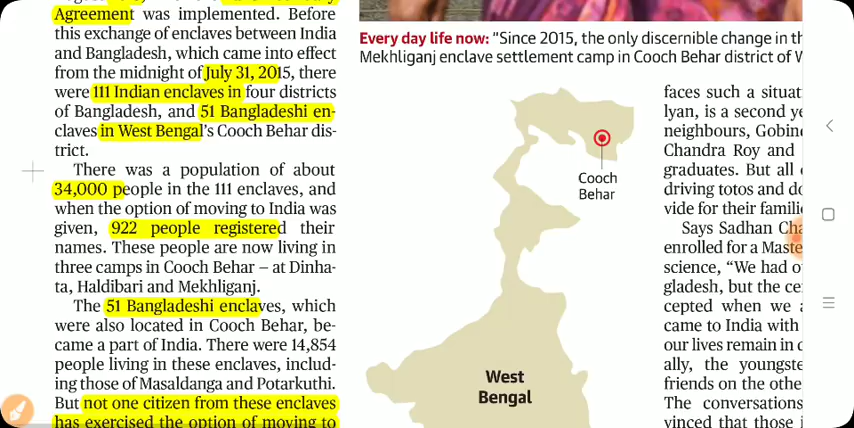 Agreement was implemented. Before
this exchange of enclaves between India
and Bangladesh, which came into effect
from the midnight of July 31, 2015, there
were 111 Indian enclaves in four districts
of Bangladesh, and 51 Bangladeshi en-
claves in West Bengal's Cooch Behar dis-
trict.
There was a population of about
34,000 people in the 111 enclaves, and
when the option of moving to India was
given, 922 people registered their
names. These people are now living in
three camps in Cooch Behar – at Dinha-
ta, Haldibari and Mekhliganj.
The 51 Bangladeshi enclaves, which
were also located in Cooch Behar, be-
came a part of India. There were 14,854
people living in these enclaves, includ-
ing those of Masaldanga and Potarkuthi.
But not one citizen from these enclaves
has exercised the option of moving to
Every day life now: "Since 2015, the only discernible change in th
Mekhliganj enclave settlement camp in Cooch Behar district of W
Cooch
Behar
West
Bengal
faces such a situat
lyan, is a second ye
neighbours, Gobin
Chandra Roy and
graduates. But all
driving totos and do
vide for their familie
Says Sadhan Cha
enrolled for a Maste
science, "We had o
gladesh, but the ce
cepted when we a
came to India with
our lives remain in d
ally, the youngste
friends on the othe
The conversations
vinced that those i